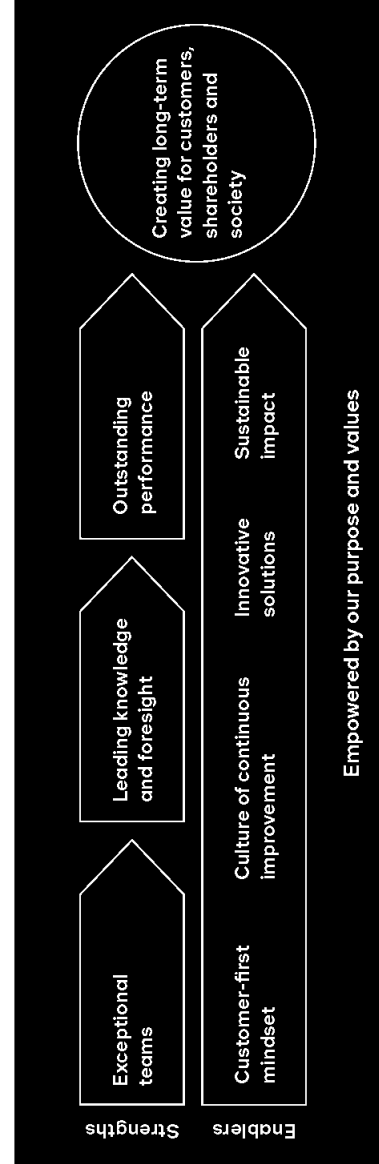 Strengths
Exceptional
teams
Leading knowledge
and foresight
Outstanding
performance
Enablers
Customer-first
mindset
Culture of continuous
improvement
Innovative
solutions
Sustainable
impact
Creating long-term
value for customers,
shareholders and
society
Empowered by our purpose and values